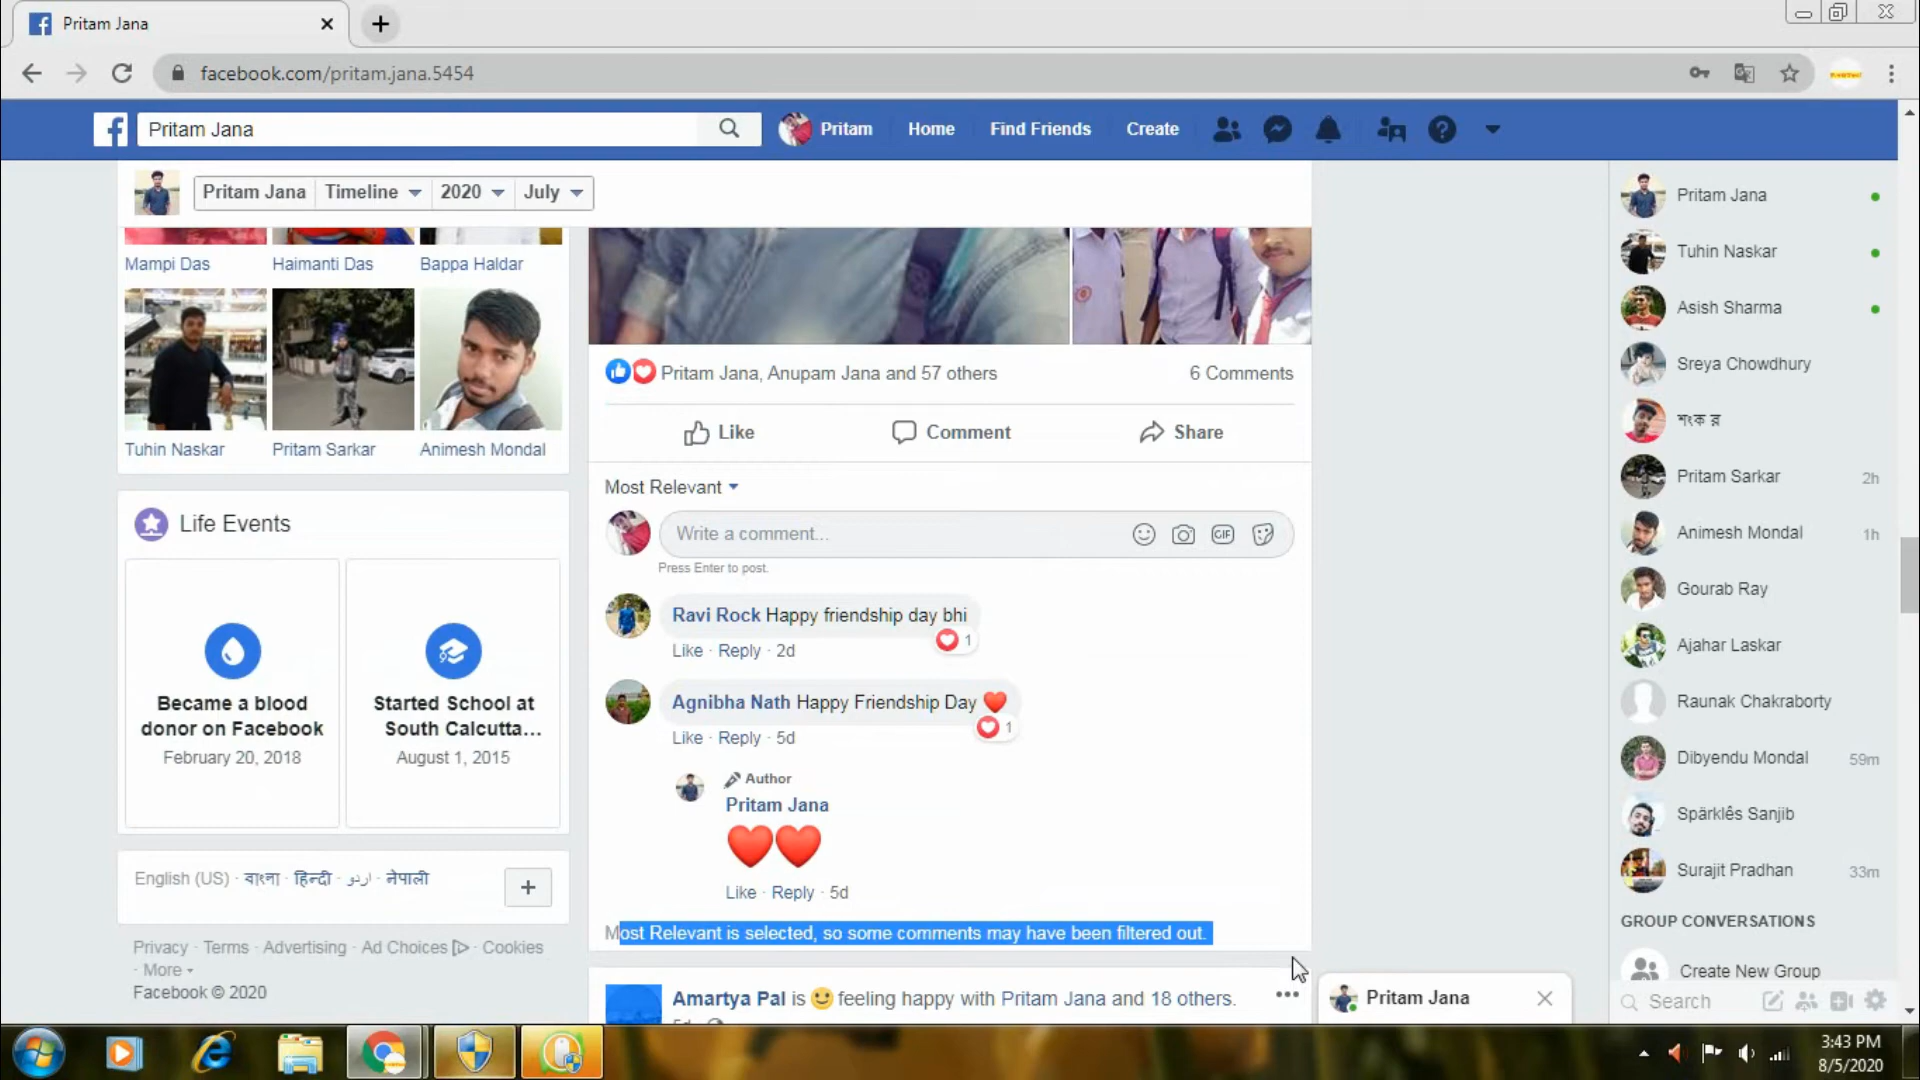 Pritam Jana
facebook.com/pritam.jana.5454
Pritam Jana
Pritam
Home
Find Friends
Create
Pritam Jana
Timeline
2020
July
Mampi Das
Haimanti Das
Bappa Haldar
Tuhin Naskar
Pritam Sarkar
Animesh Mondal
Life Events
Became a blood
donor on Facebook
February 20, 2018
Started School at
South Calcutta...
August 1, 2015
English (US) · বাংলা · हिन्दी · اردو · नेपाली
Privacy · Terms · Advertising · Ad Choices · Cookies
· More
Facebook © 2020
Pritam Jana, Anupam Jana and 57 others
6 Comments
Like
Comment
Share
Most Relevant
Write a comment...
GIF
Press Enter to post.
Ravi Rock Happy friendship day bhi
1
Like · Reply · 2d
Agnibha Nath Happy Friendship Day ❤
1
Like · Reply · 5d
Author
Pritam Jana
❤❤
Like · Reply · 5d
Most Relevant is selected, so some comments may have been filtered out.
Amartya Pal is 🙂 feeling happy with Pritam Jana and 18 others.
Pritam Jana
Pritam Jana
Tuhin Naskar
Asish Sharma
Sreya Chowdhury
শংক র
Pritam Sarkar 2h
Animesh Mondal 1h
Gourab Ray
Ajahar Laskar
Raunak Chakraborty
Dibyendu Mondal 59m
Spärklês Sanjib
Surajit Pradhan 33m
GROUP CONVERSATIONS
Create New Group
Search
3:43 PM
8/5/2020